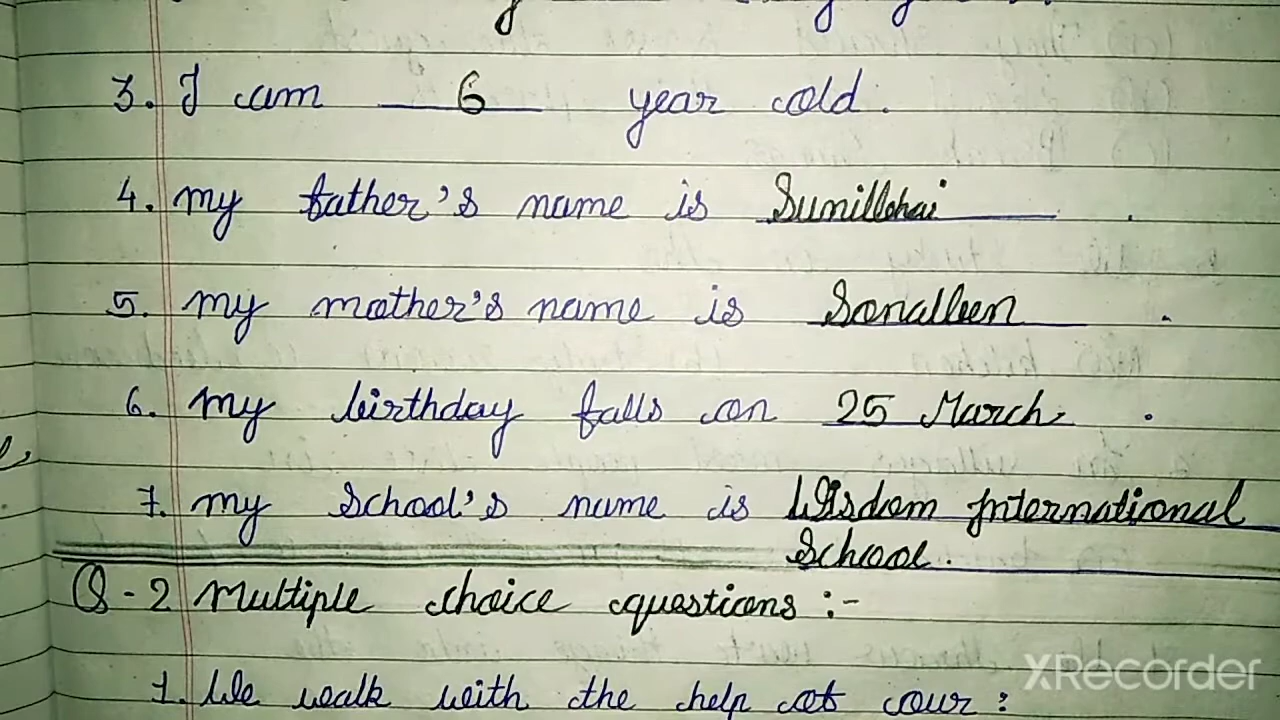 3. I am 6 year old.
4. my father's name is Sunilbhai.
5. my mother's name is Sonalben.
6. my birthday falls on 25 March.
7. my school's name is Wisdom International
School.
Q-2 Multiple choice questions :-
1. We walk with the help of our :
XRecorder